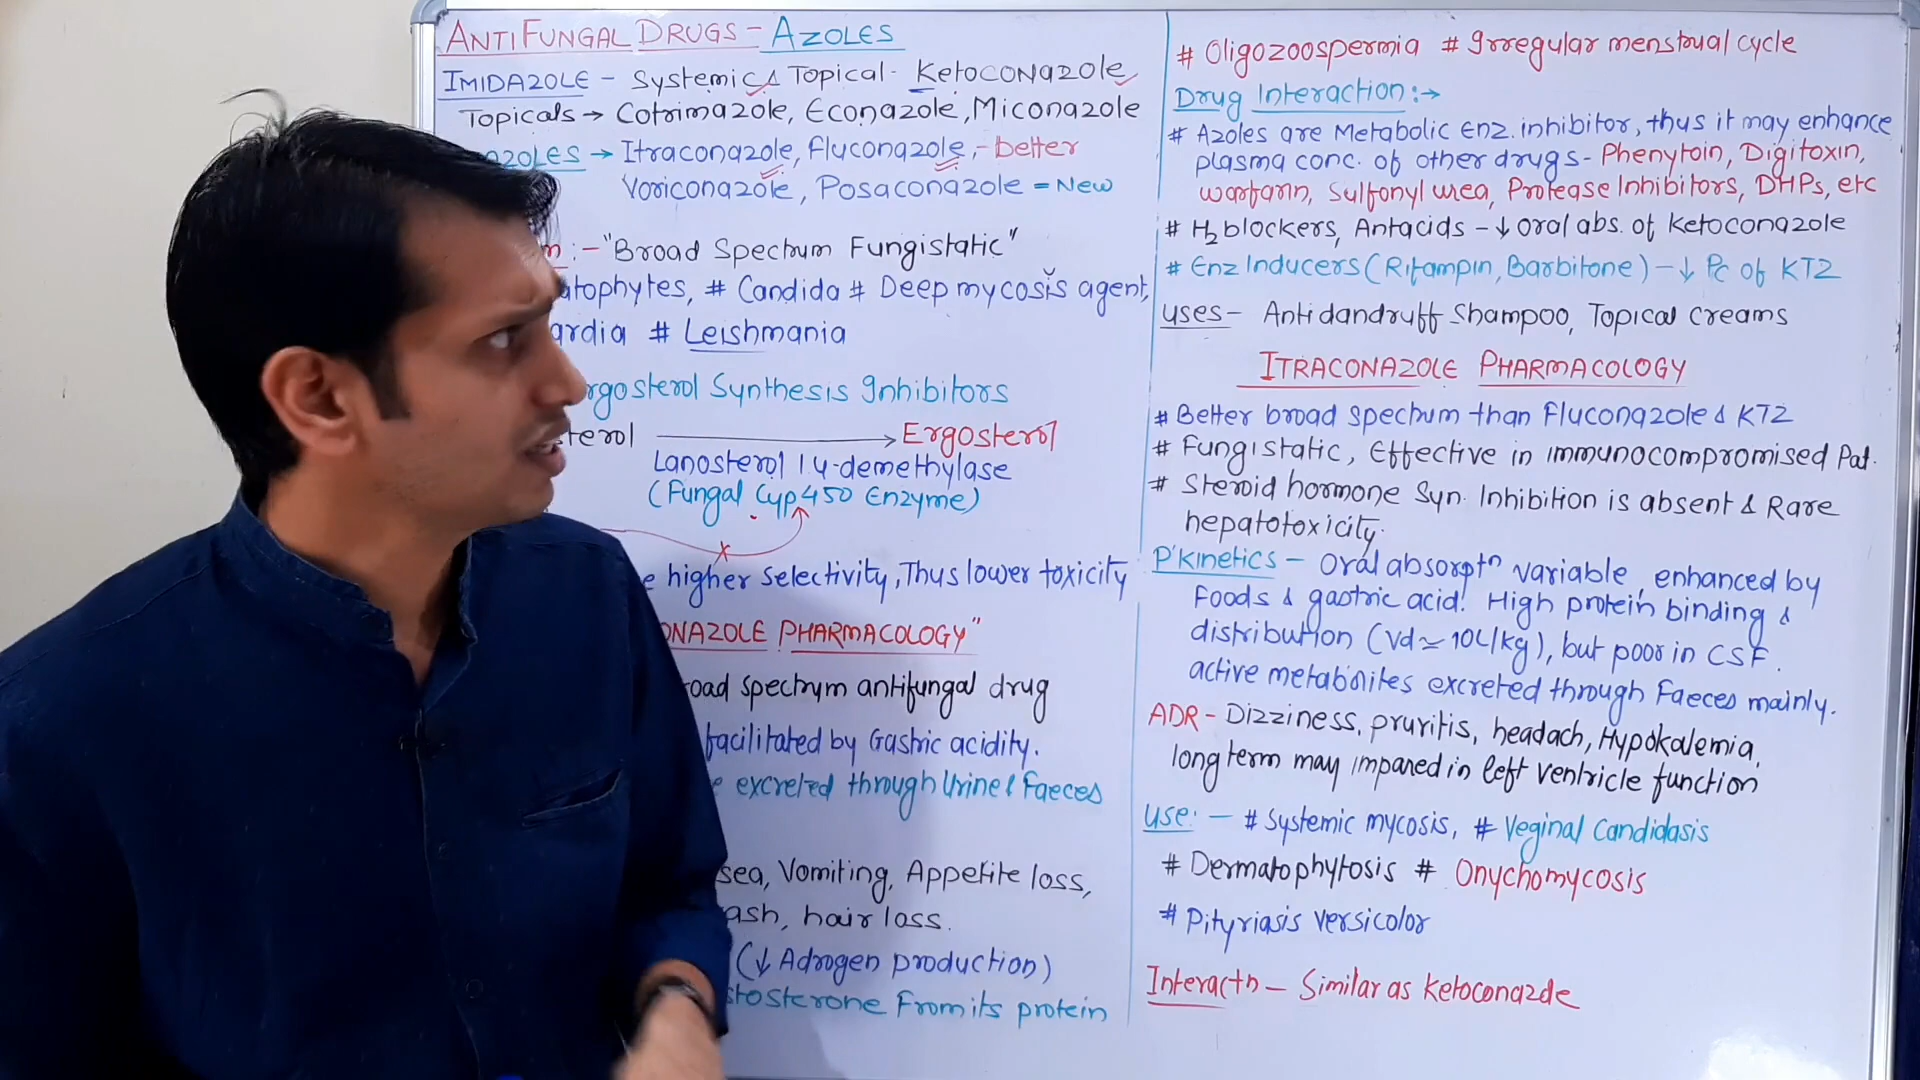 ANTIFUNGAL DRUGS - AZOLES
IMIDAZOLE - Systemic & Topical - Ketoconazole
Topicals → Cotrimazole, Econazole, Miconazole
AZOLES → Itraconazole, Fluconazole, - better
Voriconazole, Posaconazole = New
m :- "Broad Spectrum Fungistatic"
atophytes, # Candida # Deep mycosis agent,
ardia # Leishmania
rgosterol Synthesis Inhibitors
terol → Ergosterol
Lanosterol 14-demethylase
(Fungal Cyp450 Enzyme)
x
e higher selectivity, Thus lower toxicity
ONAZOLE PHARMACOLOGY"
oad spectrum antifungal drug
facilitated by Gastric acidity.
e excreted through Urine & Faeces
sea, Vomiting, Appetite loss,
ash, hair loss.
(↓ Adrogen production)
stosterone From its protein
# Oligozoospermia # Irregular menstrual cycle
Drug Interaction:→
# Azoles are Metabolic Enz. inhibitor, thus it may enhance
plasma conc. of other drugs - Phenytoin, Digitoxin,
warfarin, Sulfonyl urea, Protease Inhibitors, DHPs, etc
# H2 blockers, Antacids - ↓ oral abs. of Ketoconazole
# Enz Inducers (Rifampin, Barbitone) - ↓ Pc of KTZ
uses - Antidandruff Shampoo, Topical creams
ITRACONAZOLE PHARMACOLOGY
# Better broad spectrum than Fluconazole & KTZ
# Fungistatic, Effective in immunocompromised Pat.
# Steroid hormone Syn. Inhibition is absent & Rare
hepatotoxicity.
P'kinetics - Oral absorptn variable, enhanced by
Foods & gastric acid. High protein binding &
distribution (Vd ≃ 10L/kg), but poor in CSF.
active metabolites excreted through Faeces mainly.
ADR - Dizziness, pruritis, headach, Hypokalemia,
long term may impared in left ventricle function
Use: - # Systemic mycosis, # Veginal Candidasis
# Dermatophytosis # Onychomycosis
# Pityriasis versicolor
Interactn - Similar as ketoconazole